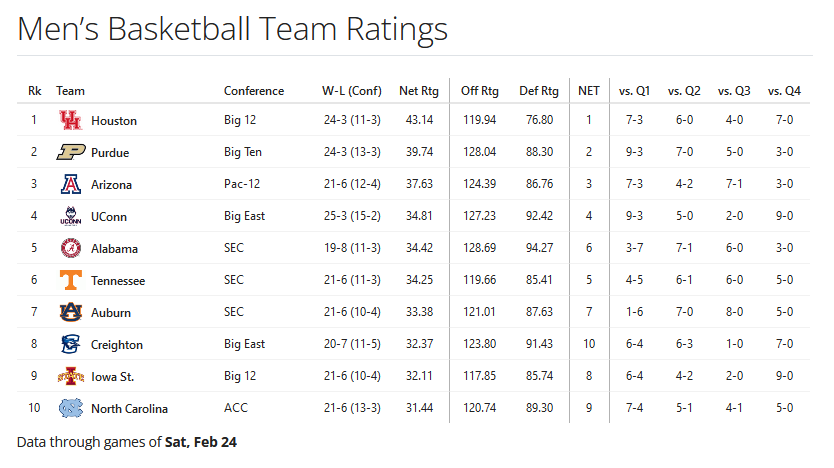 Men’s Basketball Team Ratings
Rk Team Conference W-L (Conf) Net Rtg Off Rtg Def Rtg NET vs. Q1 vs. Q2 vs. Q3 vs. Q4
1 Houston Big 12 24-3 (11-3) 43.14 119.94 76.80 1 7-3 6-0 4-0 7-0
2 Purdue Big Ten 24-3 (13-3) 39.74 128.04 88.30 2 9-3 7-0 5-0 3-0
3 Arizona Pac-12 21-6 (12-4) 37.63 124.39 86.76 3 7-3 4-2 7-1 3-0
4 UCONN UConn Big East 25-3 (15-2) 34.81 127.23 92.42 4 9-3 5-0 2-0 9-0
5 Alabama SEC 19-8 (11-3) 34.42 128.69 94.27 6 3-7 7-1 6-0 3-0
6 Tennessee SEC 21-6 (11-3) 34.25 119.66 85.41 5 4-5 6-1 6-0 5-0
7 Auburn SEC 21-6 (10-4) 33.38 121.01 87.63 7 1-6 7-0 8-0 5-0
8 Creighton Big East 20-7 (11-5) 32.37 123.80 91.43 10 6-4 6-3 1-0 7-0
9 Iowa St. Big 12 21-6 (10-4) 32.11 117.85 85.74 8 6-4 4-2 2-0 9-0
10 North Carolina ACC 21-6 (13-3) 31.44 120.74 89.30 9 7-4 5-1 4-1 5-0
Data through games of Sat, Feb 24